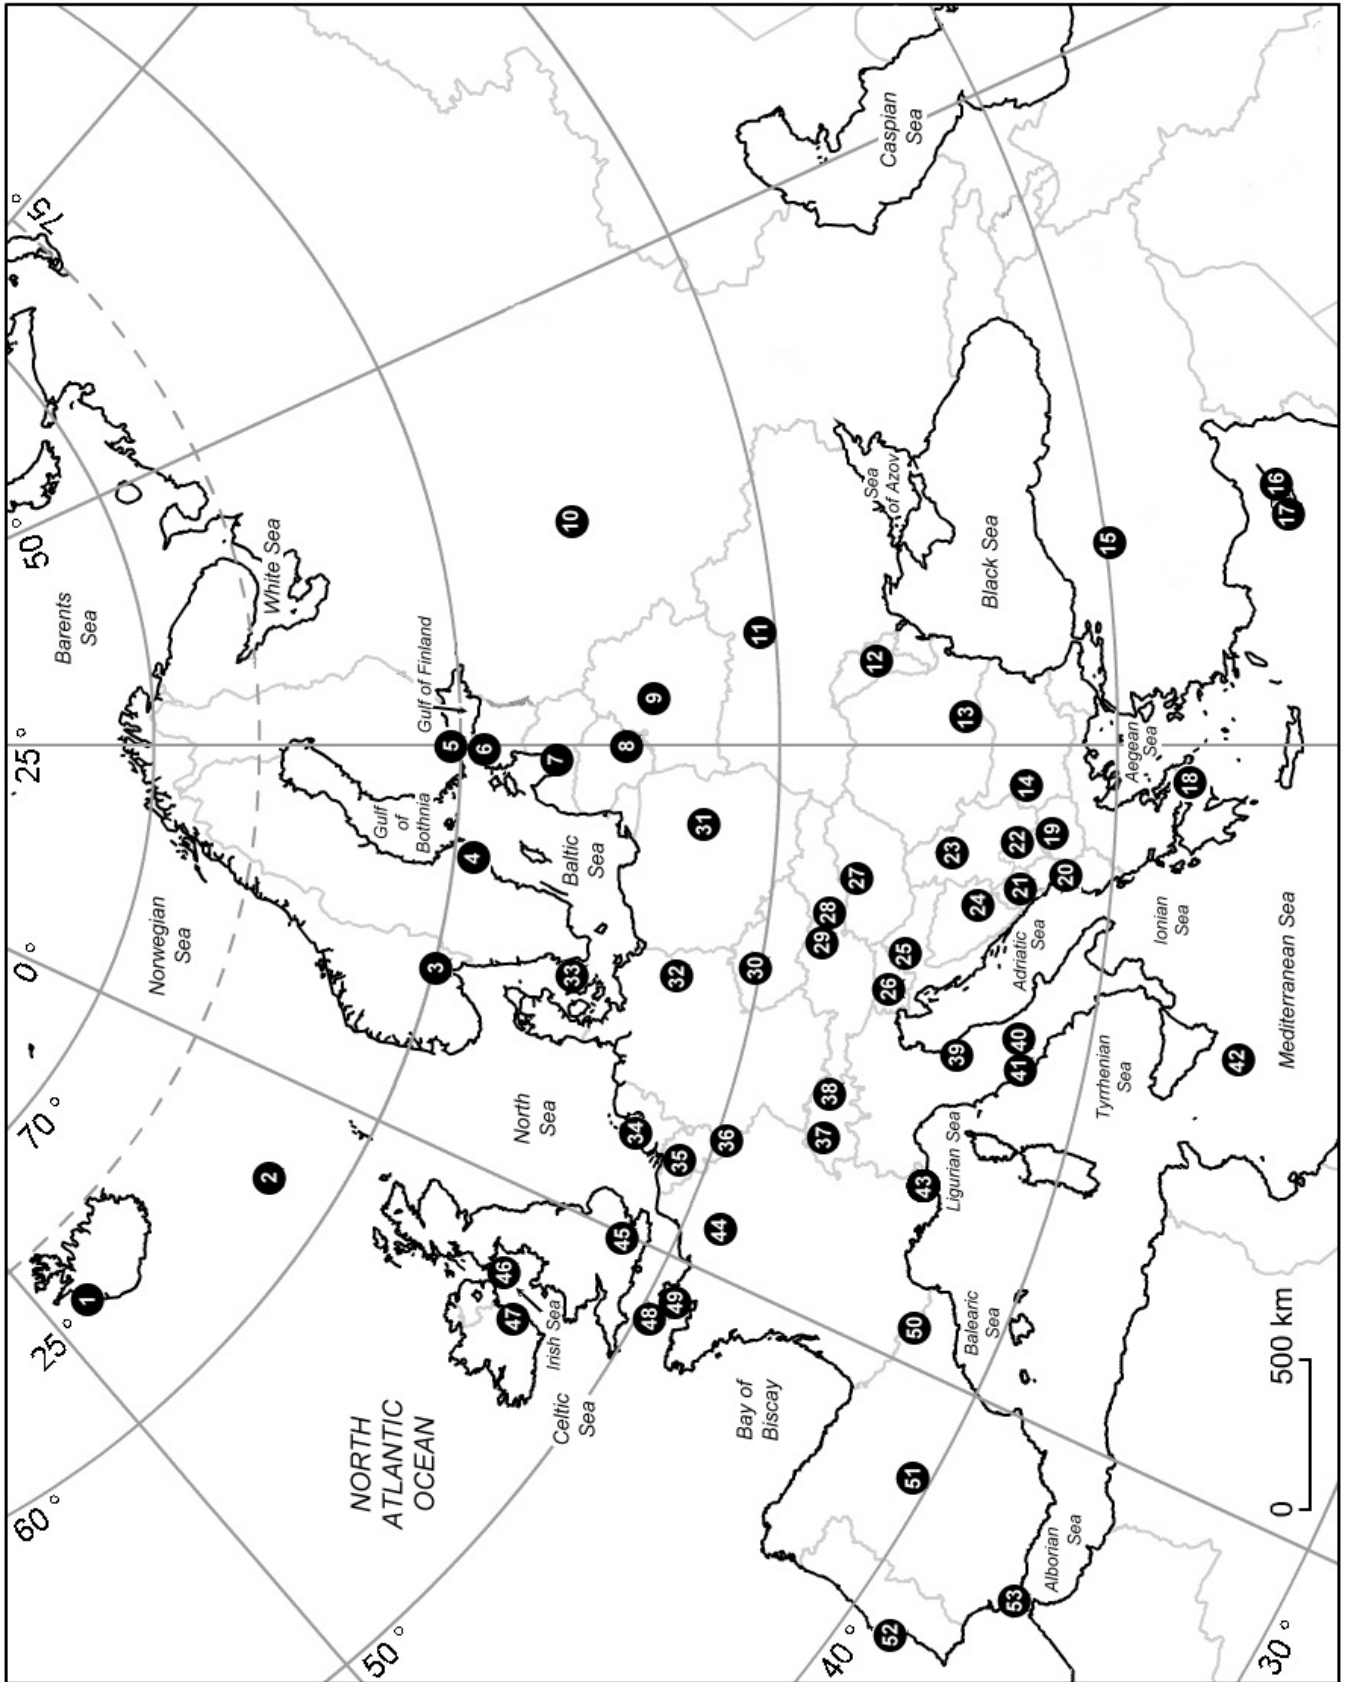 75°
50°
25°
0°
70°
25°
60°
50°
40°
30°
Barents
Sea
White Sea
Norwegian
Sea
Gulf
of
Bothnia
Gulf of Finland
Baltic
Sea
North
Sea
NORTH
ATLANTIC
OCEAN
Irish Sea
Celtic
Sea
Bay of
Biscay
Balearic
Sea
Alborian
Sea
Ligurian Sea
Tyrrhenian
Sea
Adriatic
Sea
Ionian
Sea
Mediterranean Sea
Aegean
Sea
Black Sea
Sea
of Azov
Caspian
Sea
0 500 km
1
2
3
4
5
6
7
8
9
10
11
12
13
14
15
16
17
18
19
20
21
22
23
24
25
26
27
28
29
30
31
32
33
34
35
36
37
38
39
40
41
42
43
44
45
46
47
48
49
50
51
52
53